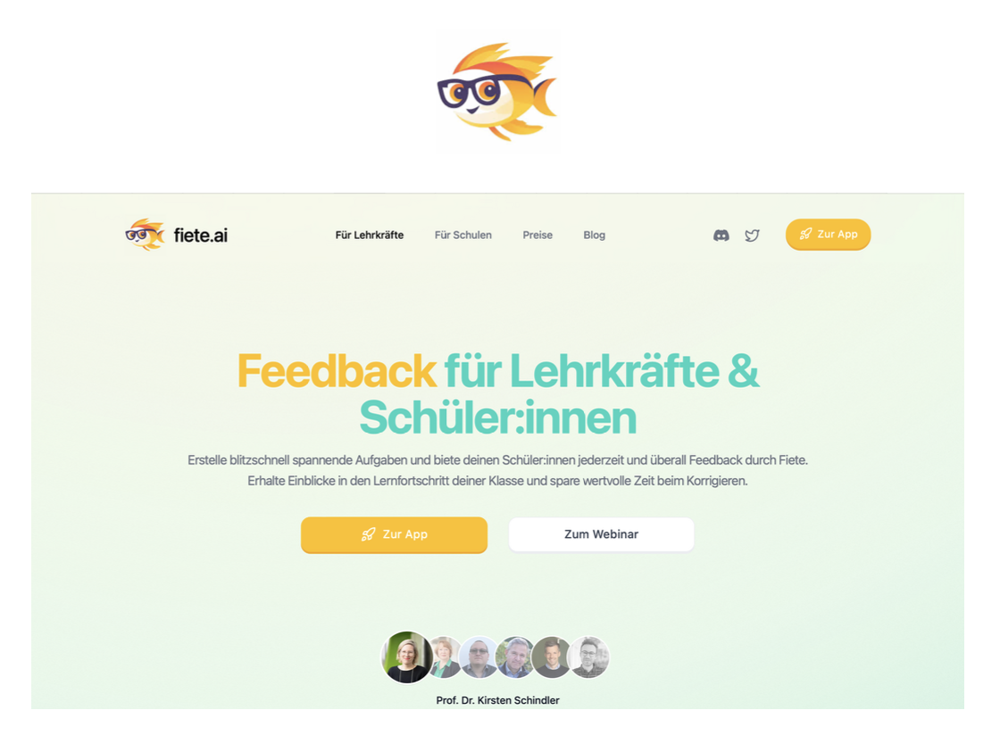 fiete.ai
Für Lehrkräfte
Für Schulen
Preise
Blog
Zur App
Feedback für Lehrkräfte &
Schüler:innen
Erstelle blitzschnell spannende Aufgaben und biete deinen Schüler:innen jederzeit und überall Feedback durch Fiete.
Erhalte Einblicke in den Lernfortschritt deiner Klasse und spare wertvolle Zeit beim Korrigieren.
Zur App
Zum Webinar
Prof. Dr. Kirsten Schindler